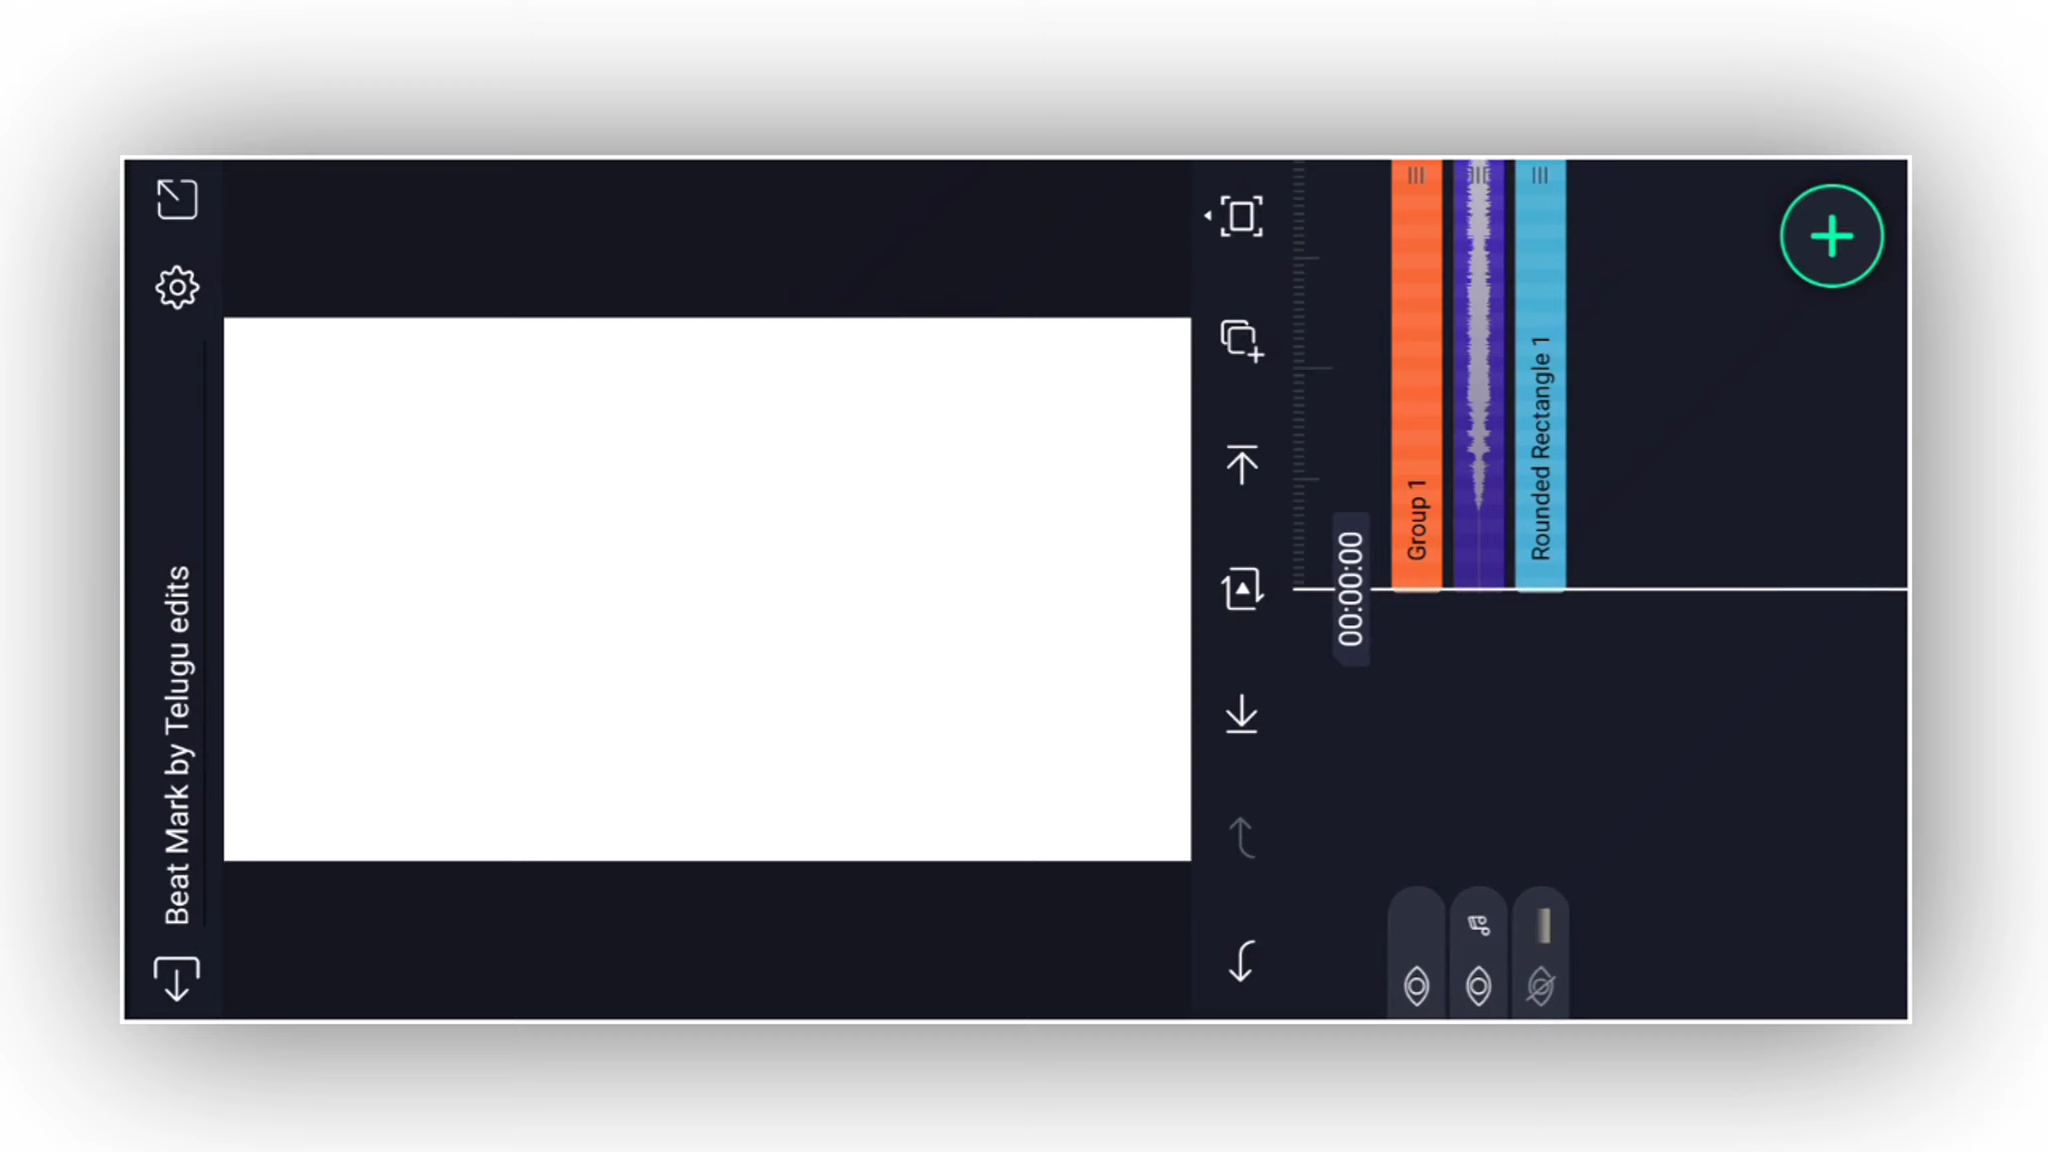 Beat Mark by Telugu edits
00:00:00
Group 1
Rounded Rectangle 1